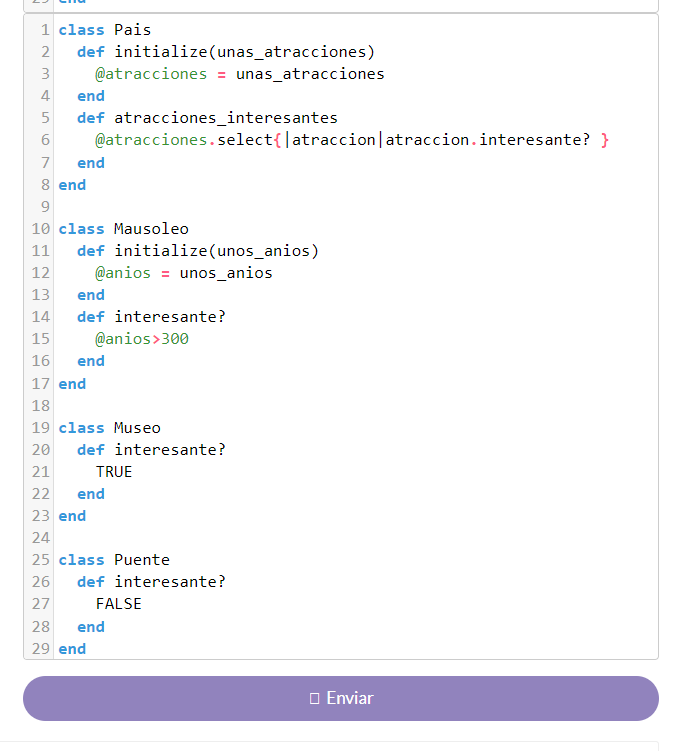 29 end
1 class Pais
2   def initialize(unas_atracciones)
3     @atracciones = unas_atracciones
4   end
5   def atracciones_interesantes
6     @atracciones.select{|atraccion|atraccion.interesante? }
7   end
8 end
9
10 class Mausoleo
11   def initialize(unos_anios)
12     @anios = unos_anios
13   end
14   def interesante?
15     @anios>300
16   end
17 end
18
19 class Museo
20   def interesante?
21     TRUE
22   end
23 end
24
25 class Puente
26   def interesante?
27     FALSE
28   end
29 end
Enviar